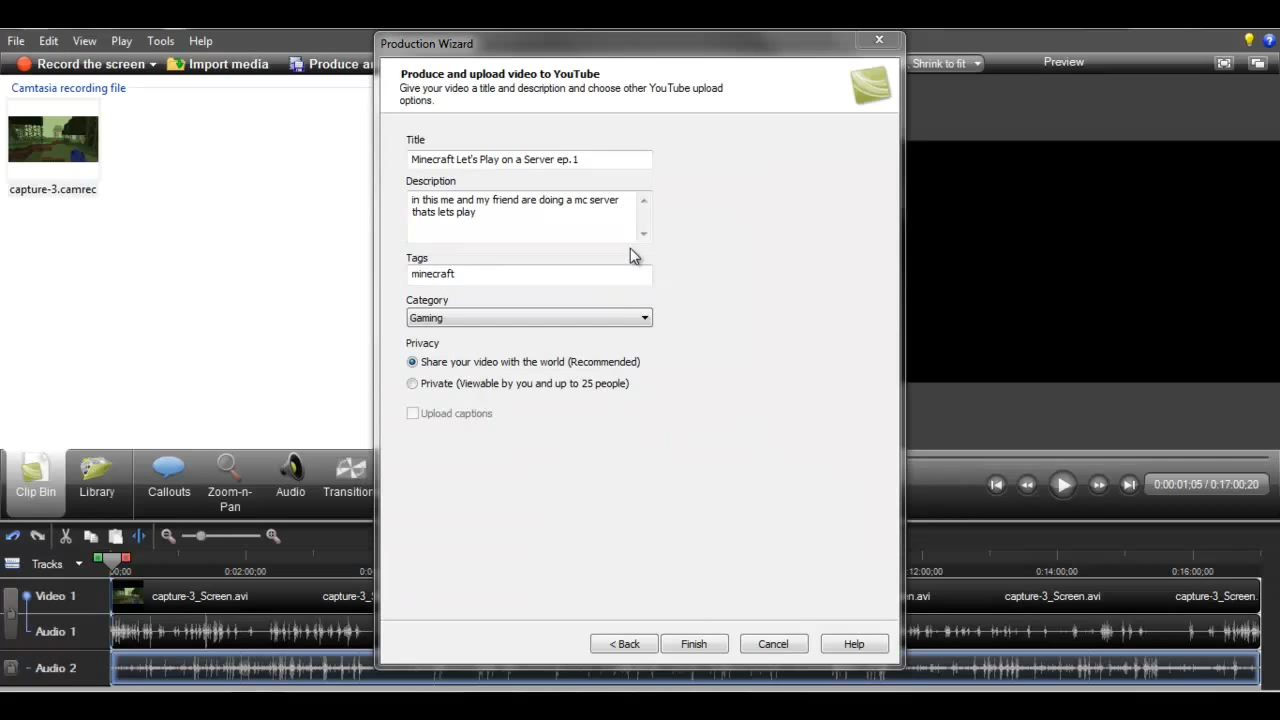 File Edit View Play Tools Help
Record the screen Import media Produce a
Camtasia recording file
capture-3.camrec
Production Wizard
Produce and upload video to YouTube
Give your video a title and description and choose other YouTube upload
options.
Title
Minecraft Let's Play on a Server ep.1
Description
in this me and my friend are doing a mc server
thats lets play
Tags
minecraft
Category
Gaming
Privacy
Share your video with the world (Recommended)
Private (Viewable by you and up to 25 people)
Upload captions
< Back Finish Cancel Help
Shrink to fit Preview
Clip Bin Library Callouts Zoom-n-
Pan Audio Transition
0:00:01;05 / 0:17:00;20
Tracks 00;00 0:02:00;00 0:0 12:00;00 0:14:00;00 0:16:00;00
Video 1 capture-3_Screen.avi capture-3_S n.avi capture-3_Screen.avi capture-3_Screen.
Audio 1
Audio 2